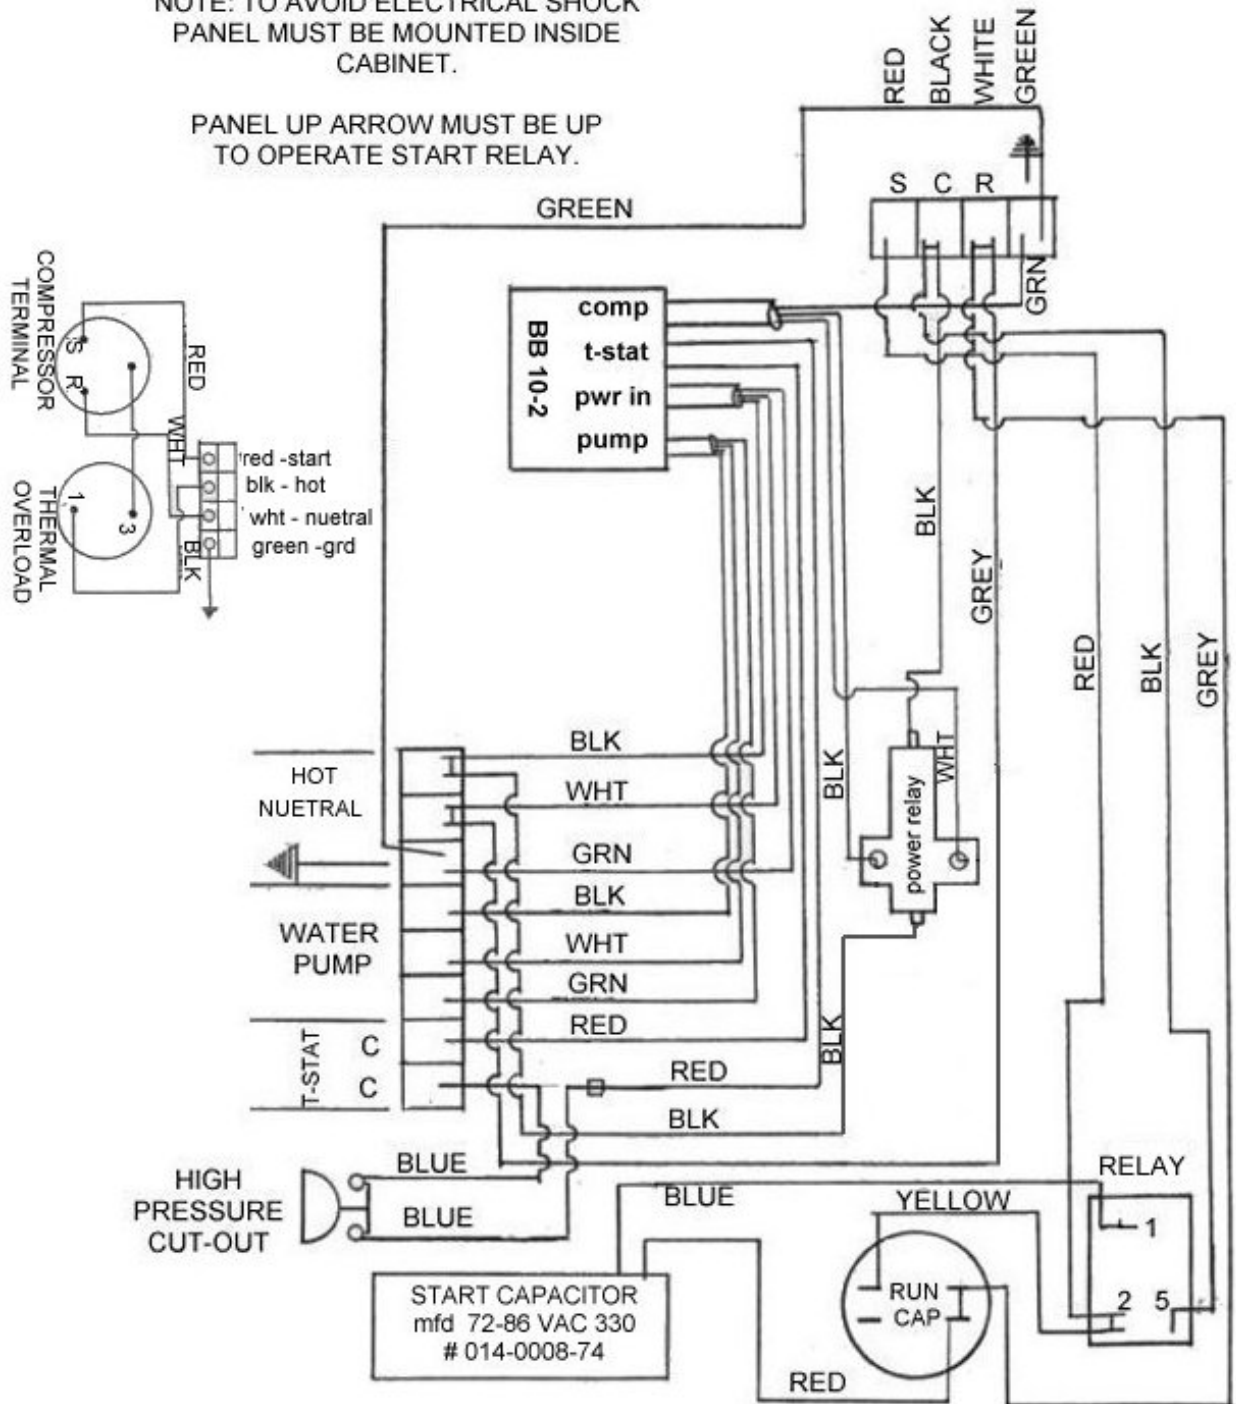 NOTE: TO AVOID ELECTRICAL SHOCK
PANEL MUST BE MOUNTED INSIDE
CABINET.
PANEL UP ARROW MUST BE UP
TO OPERATE START RELAY.
RED
BLACK
WHITE
GREEN
S C R
GREEN
GRN
COMPRESSOR
TERMINAL
S
R
RED
WHT
THERMAL
OVERLOAD
1
3
BLK
red -start
blk - hot
wht - nuetral
green -grd
BB 10-2
comp
t-stat
pwr in
pump
BLK
GREY
RED
BLK
GREY
HOT
NUETRAL
WATER
PUMP
T-STAT
C
C
BLK
WHT
GRN
BLK
WHT
GRN
RED
RED
BLK
BLK
WHT
power relay
BLK
HIGH
PRESSURE
CUT-OUT
BLUE
BLUE
BLUE
YELLOW
RELAY
1
2 5
START CAPACITOR
mfd 72-86 VAC 330
# 014-0008-74
RUN
CAP
RED